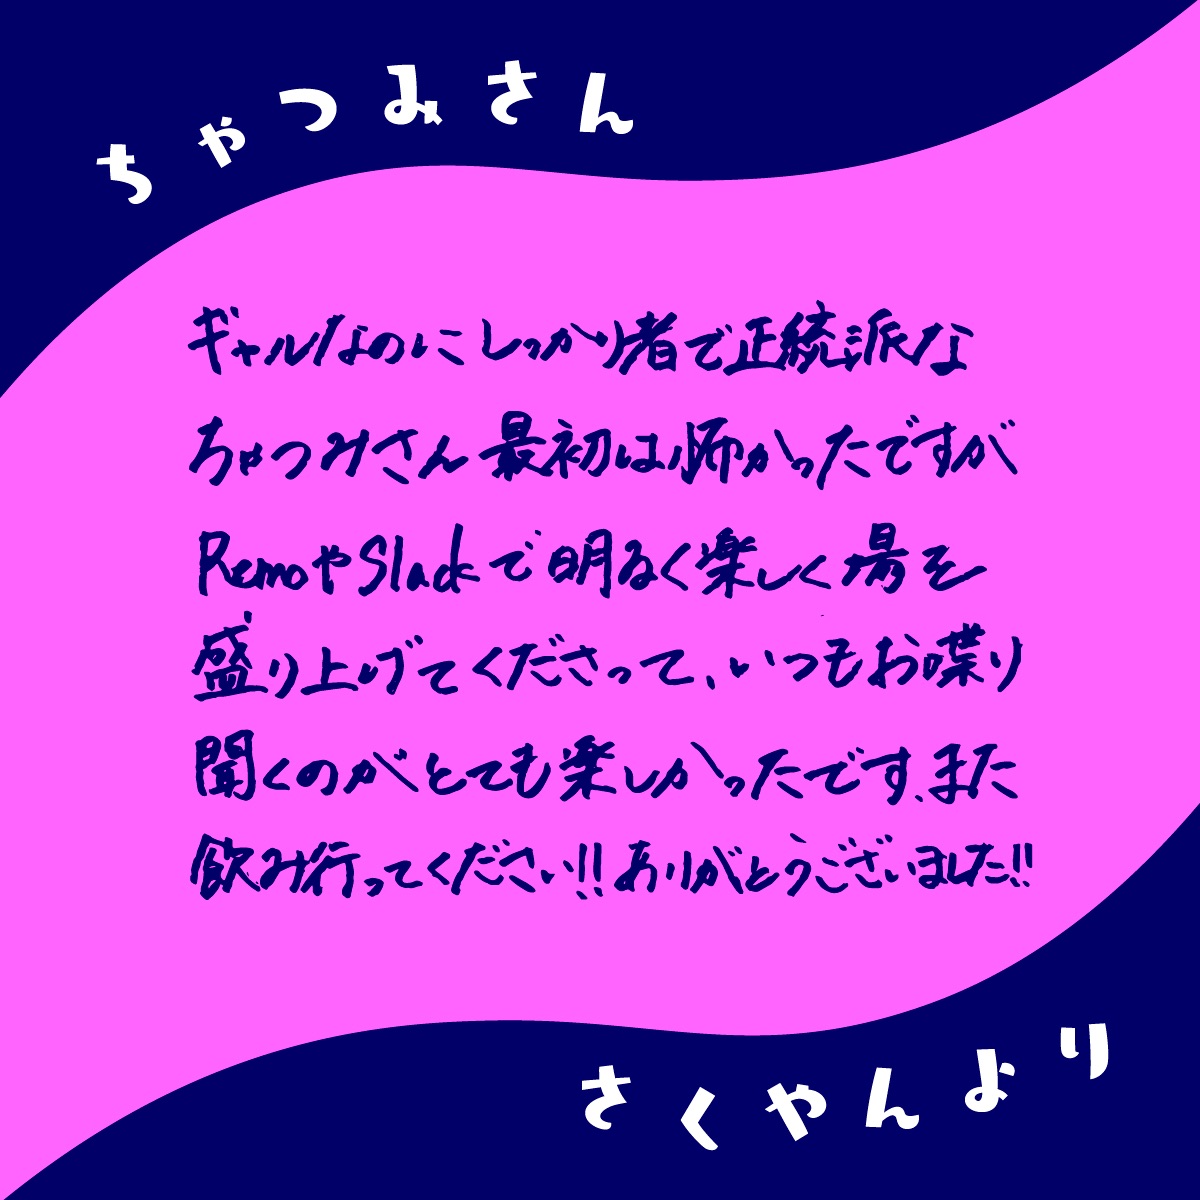 ちゃつみさん
ギャルなのにしっかり者で正統派な
ちゃつみさん最初は怖かったですが
RemoやSlackで明るく楽しく場を
盛り上げてくださって、いつもお喋り
聞くのがとても楽しかったです、また
飲み行ってください!!ありがとうございました!!
さくやんより